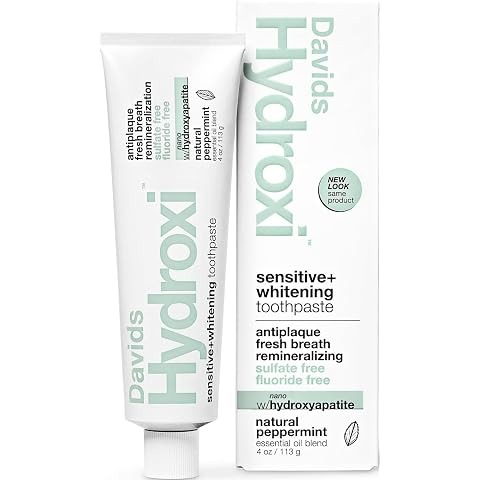 Davids
Hydroxi™
sensitive+whitening toothpaste
antiplaque
fresh breath
remineralization
sulfate free
fluoride free
nano
w/hydroxyapatite
natural
peppermint
essential oil blend
4 oz / 113 g
Davids
Hydroxi™
NEW
LOOK
same
product
sensitive+
whitening
toothpaste
antiplaque
fresh breath
remineralizing
sulfate free
fluoride free
nano
w/hydroxyapatite
natural
peppermint
essential oil blend
4 oz / 113 g